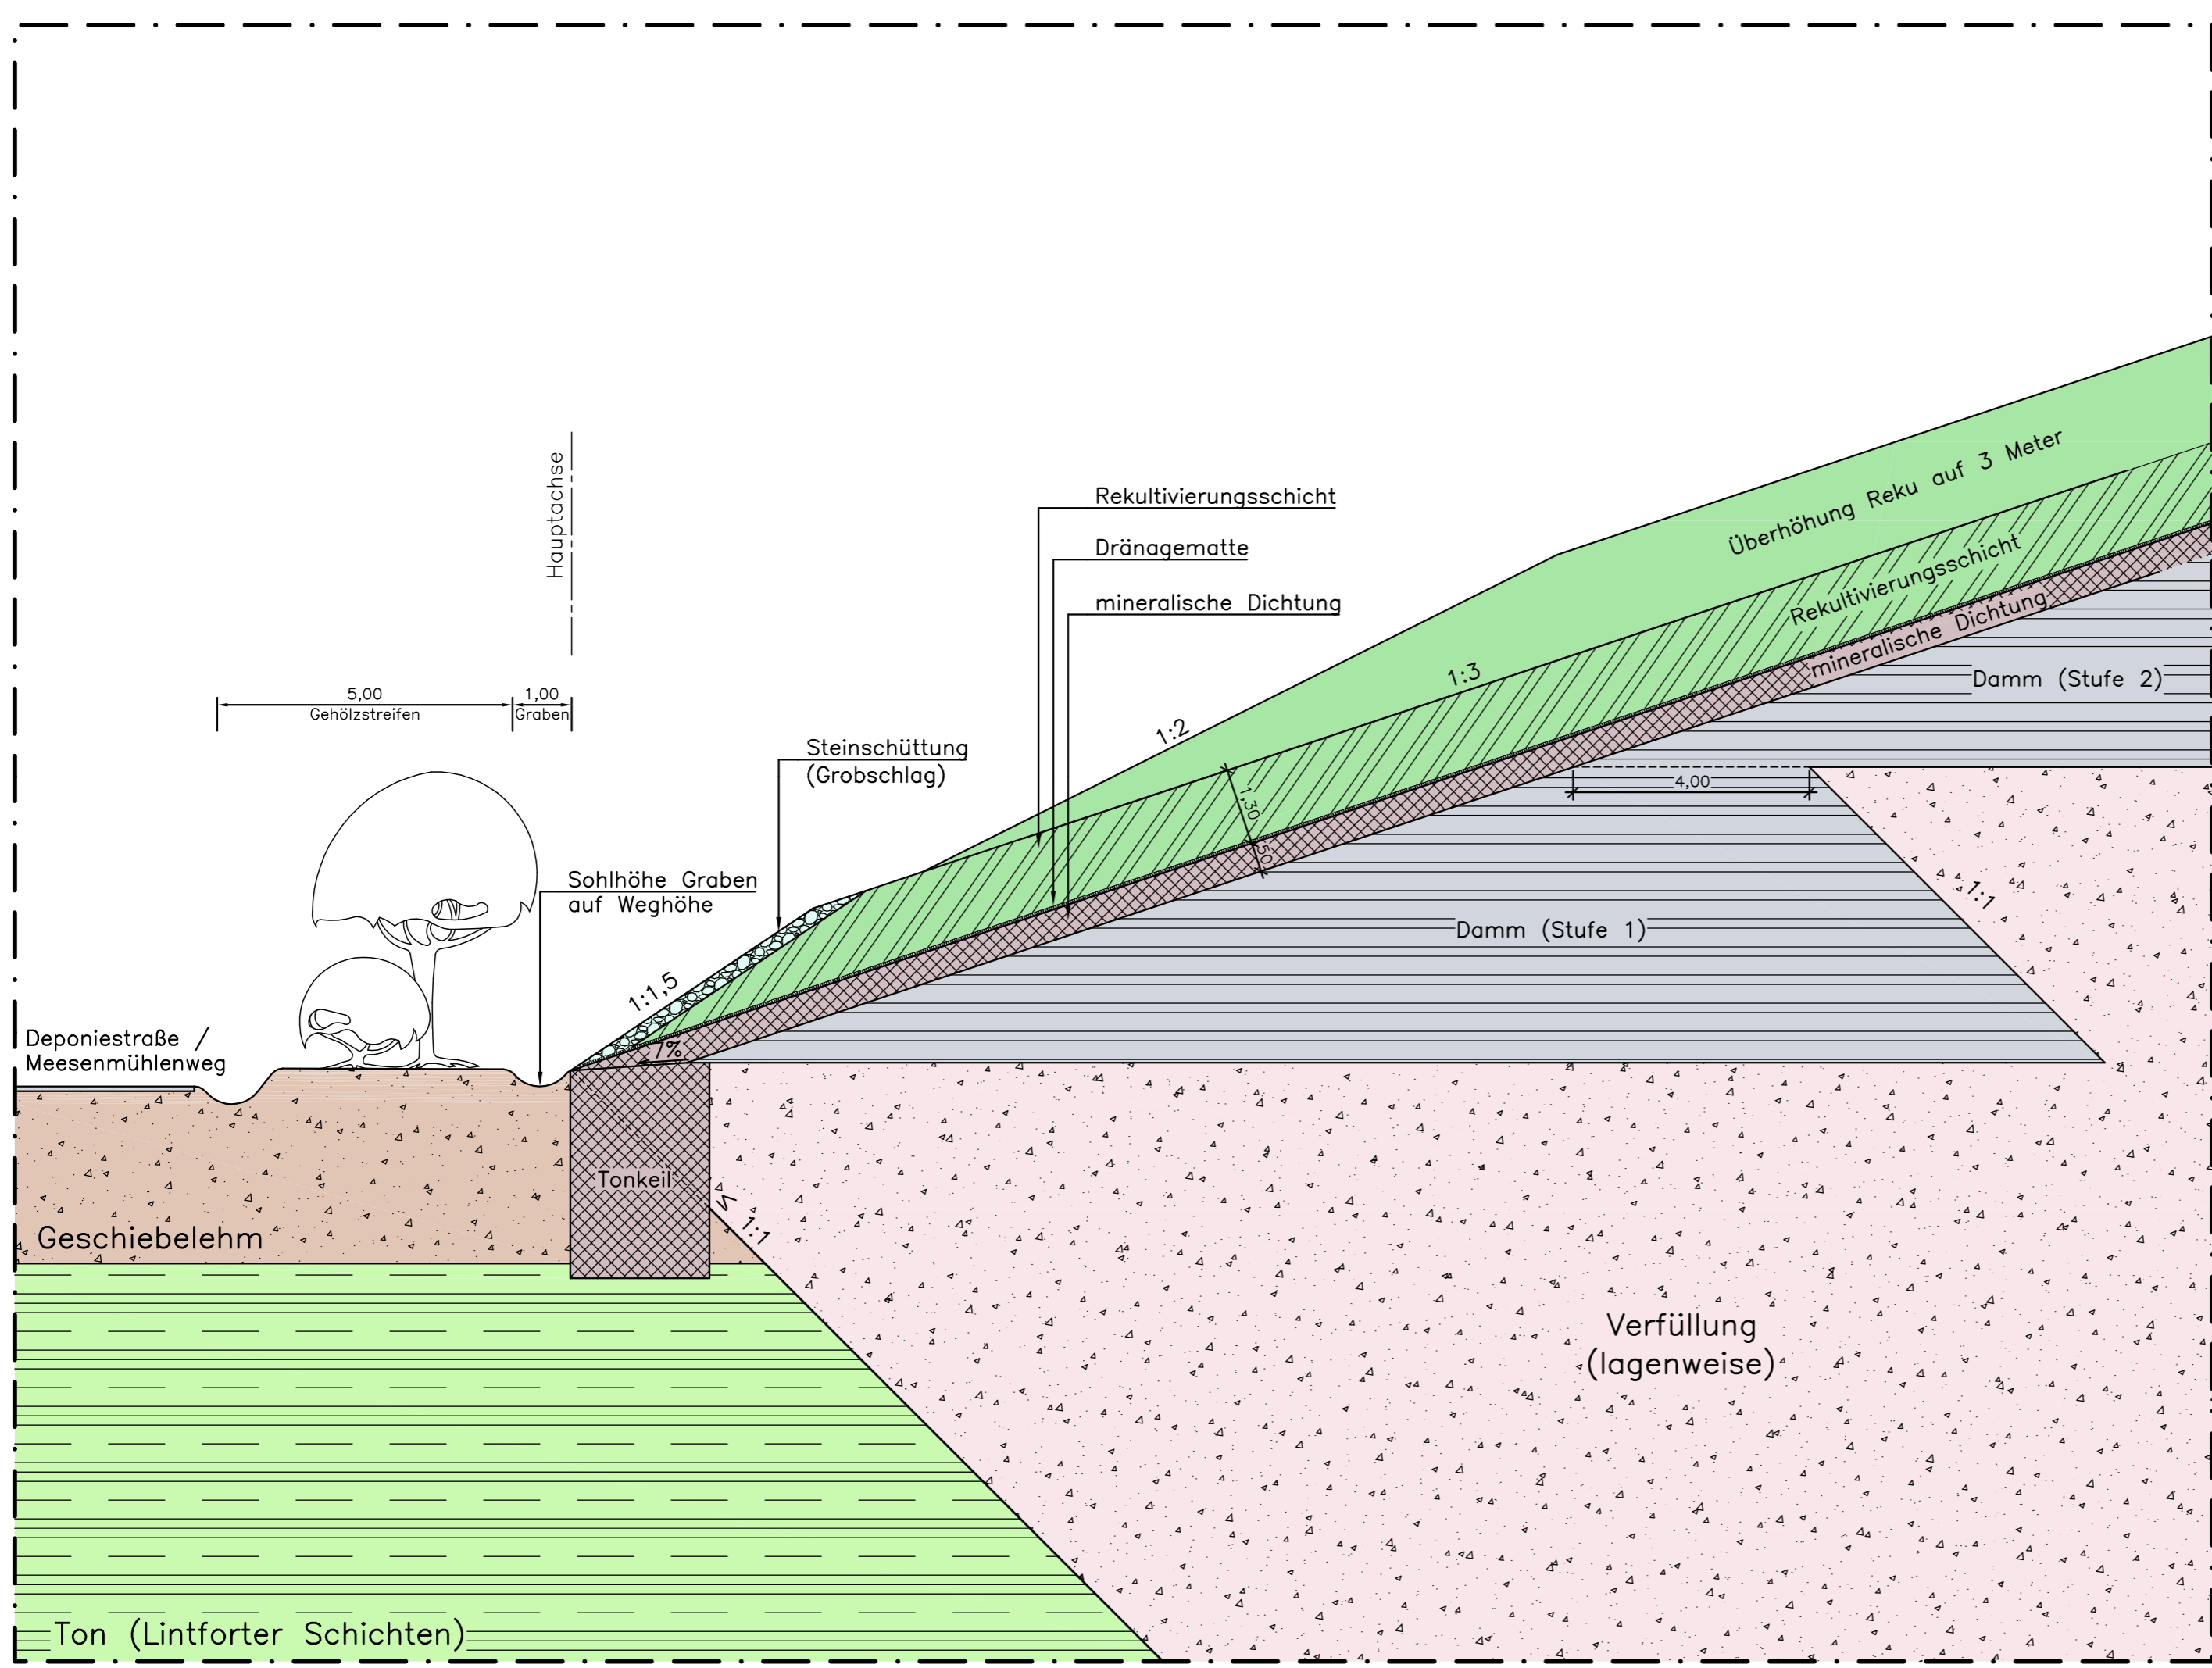 Hauptachse
Rekultivierungsschicht
Dränagematte
mineralische Dichtung
Überhöhung Reku auf 3 Meter
Rekultivierungsschicht
mineralische Dichtung
Damm (Stufe 2)
1:3
1:2
5,00
Gehölzstreifen
1,00
Graben
Steinschüttung
(Grobschlag)
1,30
50
4,00
Sohlhöhe Graben
auf Weghöhe
1:1
Damm (Stufe 1)
1:1,5
Deponiestraße /
Meesenmühlenweg
7%
Tonkeil
1:1
Geschiebelehm
Verfüllung
(lagenweise)
Ton (Lintforter Schichten)